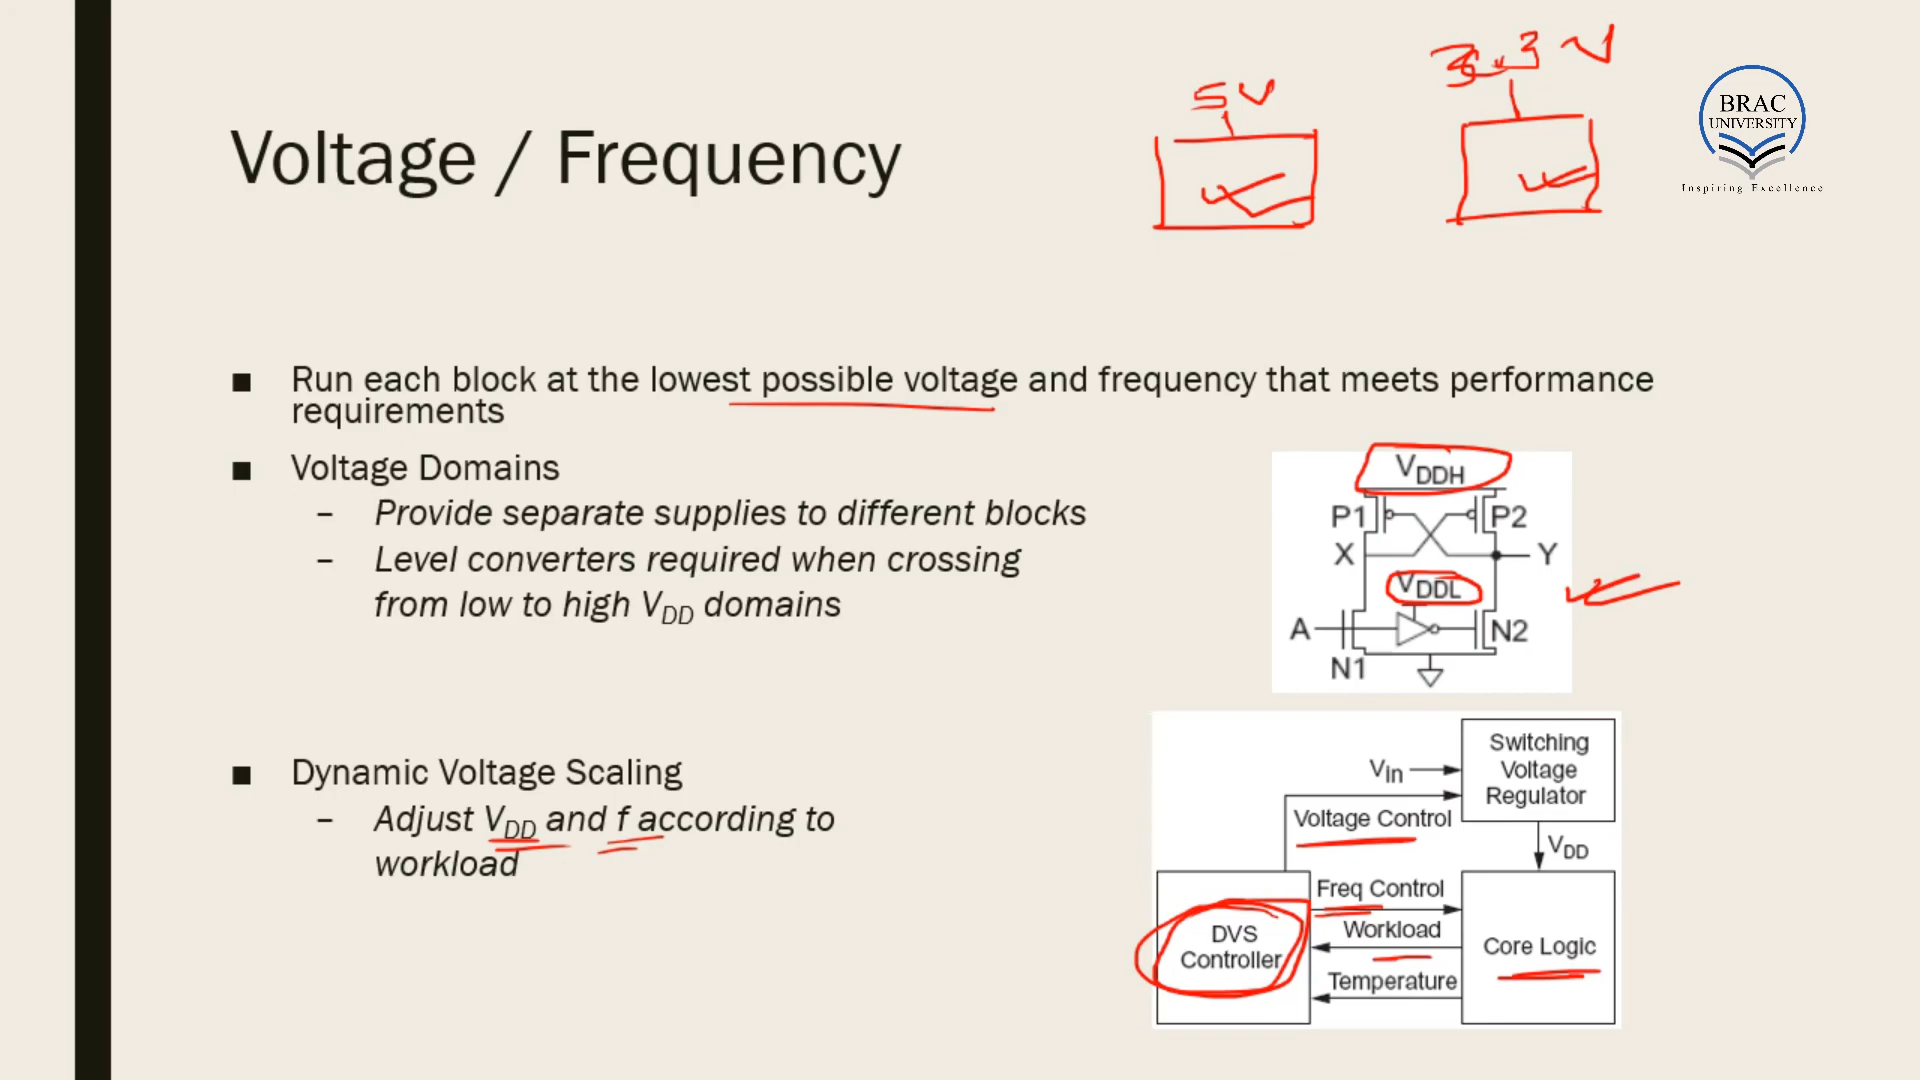 5V
3.3V
BRAC
UNIVERSITY
Inspiring Excellence
Voltage / Frequency
■ Run each block at the lowest possible voltage and frequency that meets performance
requirements
■ Voltage Domains
– Provide separate supplies to different blocks
– Level converters required when crossing
from low to high VDD domains
VDDH
P1 P2
X Y
VDDL
A N2
N1
■ Dynamic Voltage Scaling
– Adjust VDD and f according to
workload
Switching
Voltage
Regulator
Vin
Voltage Control
VDD
Freq Control
Workload
Temperature
DVS
Controller
Core Logic